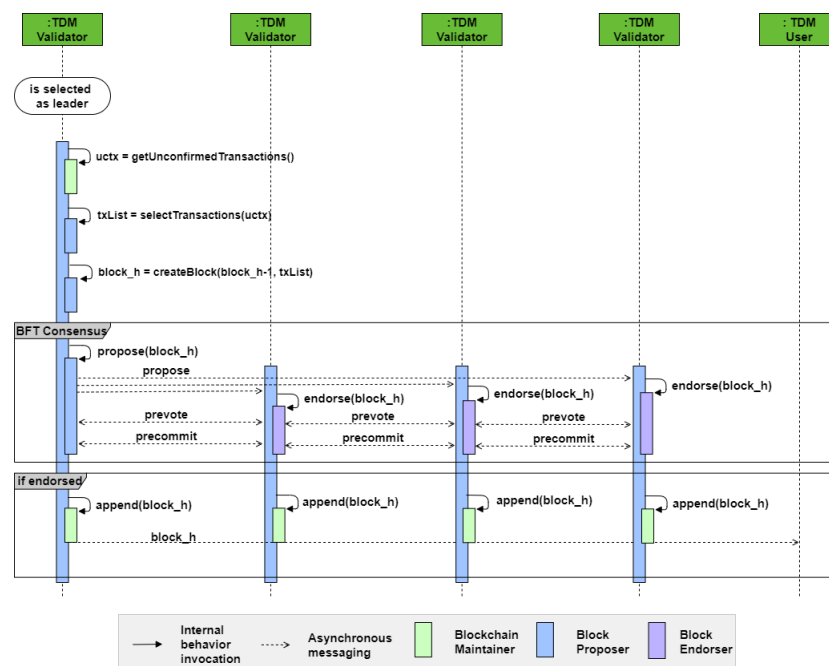 : TDM
Validator
: TDM
Validator
: TDM
Validator
: TDM
Validator
: TDM
User
is selected
as leader
uctx = getUnconfirmedTransactions()
txList = selectTransactions(uctx)
block_h = createBlock(block_h-1, txList)
BFT Consensus
propose(block_h)
propose
endorse(block_h)
endorse(block_h)
endorse(block_h)
prevote
prevote
prevote
precommit
precommit
precommit
if endorsed
append(block_h)
append(block_h)
append(block_h)
append(block_h)
block_h
Internal
behavior
invocation
Asynchronous
messaging
Blockchain
Maintainer
Block
Proposer
Block
Endorser